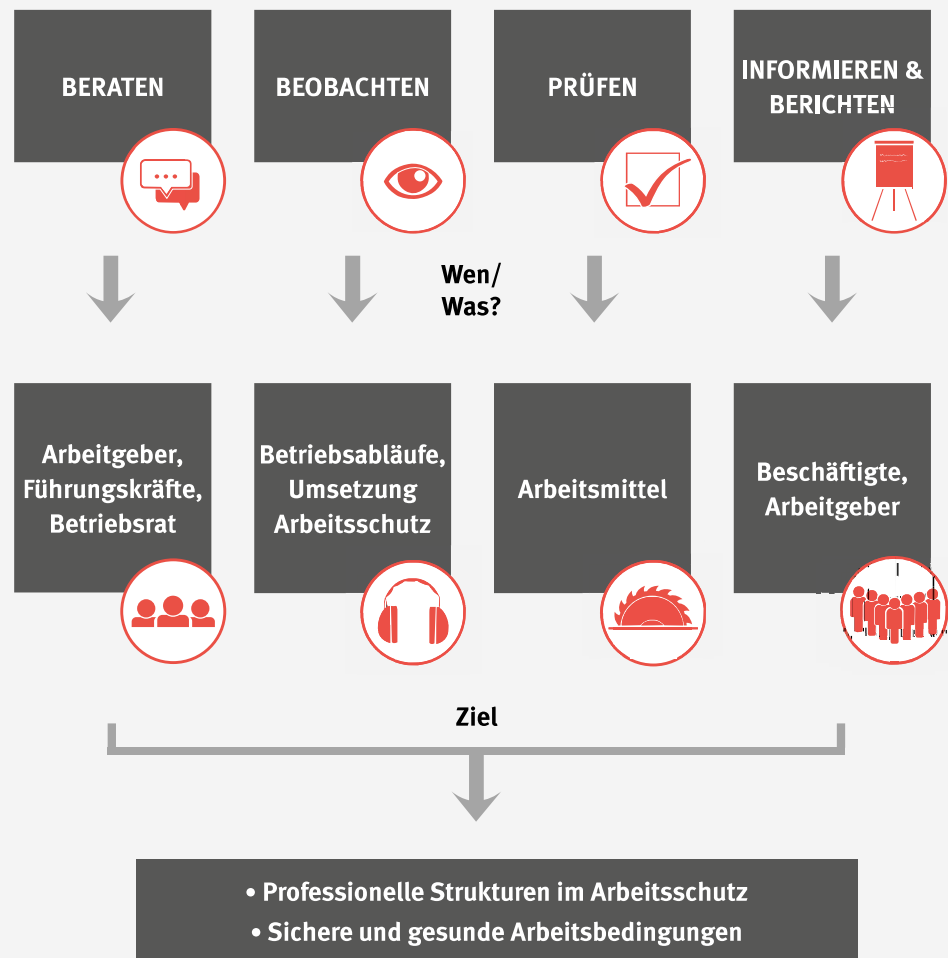 BERATEN
BEOBACHTEN
PRÜFEN
INFORMIEREN &
BERICHTEN
Wen/
Was?
Arbeitgeber,
Führungskräfte,
Betriebsrat
Betriebsabläufe,
Umsetzung
Arbeitsschutz
Arbeitsmittel
Beschäftigte,
Arbeitgeber
Ziel
• Professionelle Strukturen im Arbeitsschutz
• Sichere und gesunde Arbeitsbedingungen